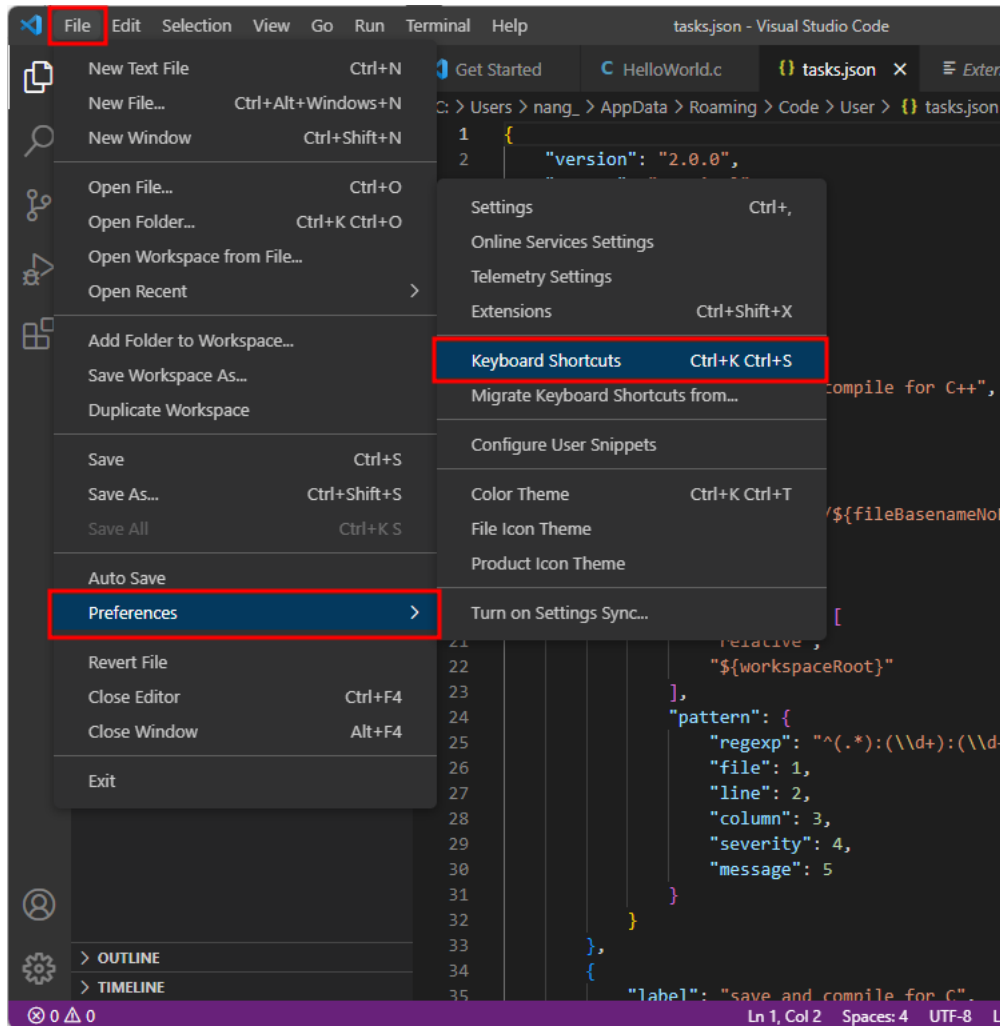 File Edit Selection View Go Run Terminal Help tasks.json - Visual Studio Code
Get Started C HelloWorld.c {} tasks.json
C: > Users > nang_ > AppData > Roaming > Code > User > {} tasks.json
New Text File Ctrl+N
New File... Ctrl+Alt+Windows+N
New Window Ctrl+Shift+N
Open File... Ctrl+O
Open Folder... Ctrl+K Ctrl+O
Open Workspace from File...
Open Recent >
Add Folder to Workspace...
Save Workspace As...
Duplicate Workspace
Save Ctrl+S
Save As... Ctrl+Shift+S
Save All Ctrl+K S
Auto Save
Preferences >
Revert File
Close Editor Ctrl+F4
Close Window Alt+F4
Exit
Settings Ctrl+,
Online Services Settings
Telemetry Settings
Extensions Ctrl+Shift+X
Keyboard Shortcuts Ctrl+K Ctrl+S
Migrate Keyboard Shortcuts from...
Configure User Snippets
Color Theme Ctrl+K Ctrl+T
File Icon Theme
Product Icon Theme
Turn on Settings Sync...
1 {
2 "version": "2.0.0",
compile for C++",
[
21 "relative",
22 "${workspaceRoot}"
23 ],
24 "pattern": {
25 "regexp": "^(.*):(\\d+):(\\d
26 "file": 1,
27 "line": 2,
28 "column": 3,
29 "severity": 4,
30 "message": 5
31 }
32 }
33 },
34 {
35 "label": "save and compile for C",
> OUTLINE
> TIMELINE
0 0 Ln 1, Col 2 Spaces: 4 UTF-8